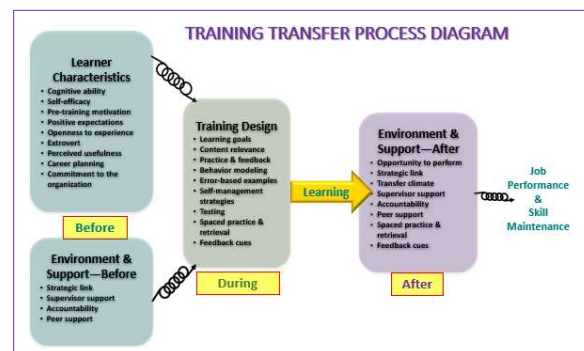 TRAINING TRANSFER PROCESS DIAGRAM
Learner
Characteristics
• Cognitive ability
• Self-efficacy
• Pre-training motivation
• Positive expectations
• Openness to experience
• Extrovert
• Perceived usefulness
• Career planning
• Commitment to the
organization
Before
Environment &
Support—Before
• Strategic link
• Supervisor support
• Accountability
• Peer support
Training Design
• Learning goals
• Content relevance
• Practice & feedback
• Behavior modeling
• Error-based examples
• Self-management
strategies
• Testing
• Spaced practice &
retrieval
• Feedback cues
During
Learning
Environment &
Support—After
• Opportunity to perform
• Strategic link
• Transfer climate
• Supervisor support
• Accountability
• Peer support
• Spaced practice &
retrieval
• Feedback cues
After
Job
Performance
&
Skill
Maintenance